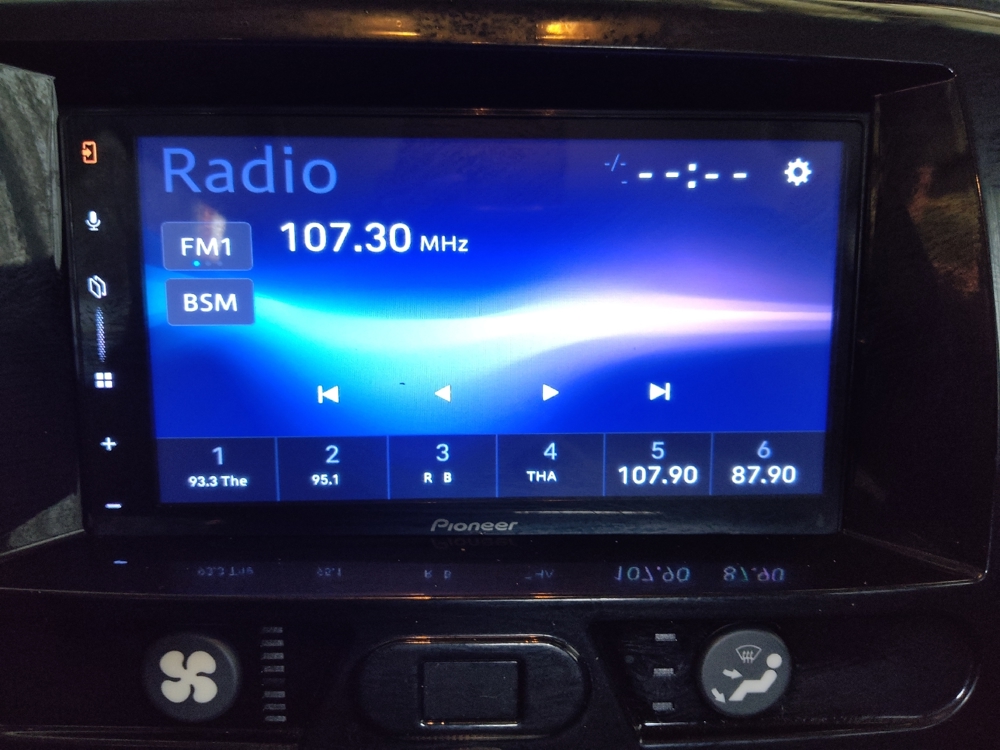 Radio
-/- --:--
FM1
107.30 MHz
BSM
1 2 3 4 5 6
93.3 The 95.1 R B THA 107.90 87.90
Pioneer